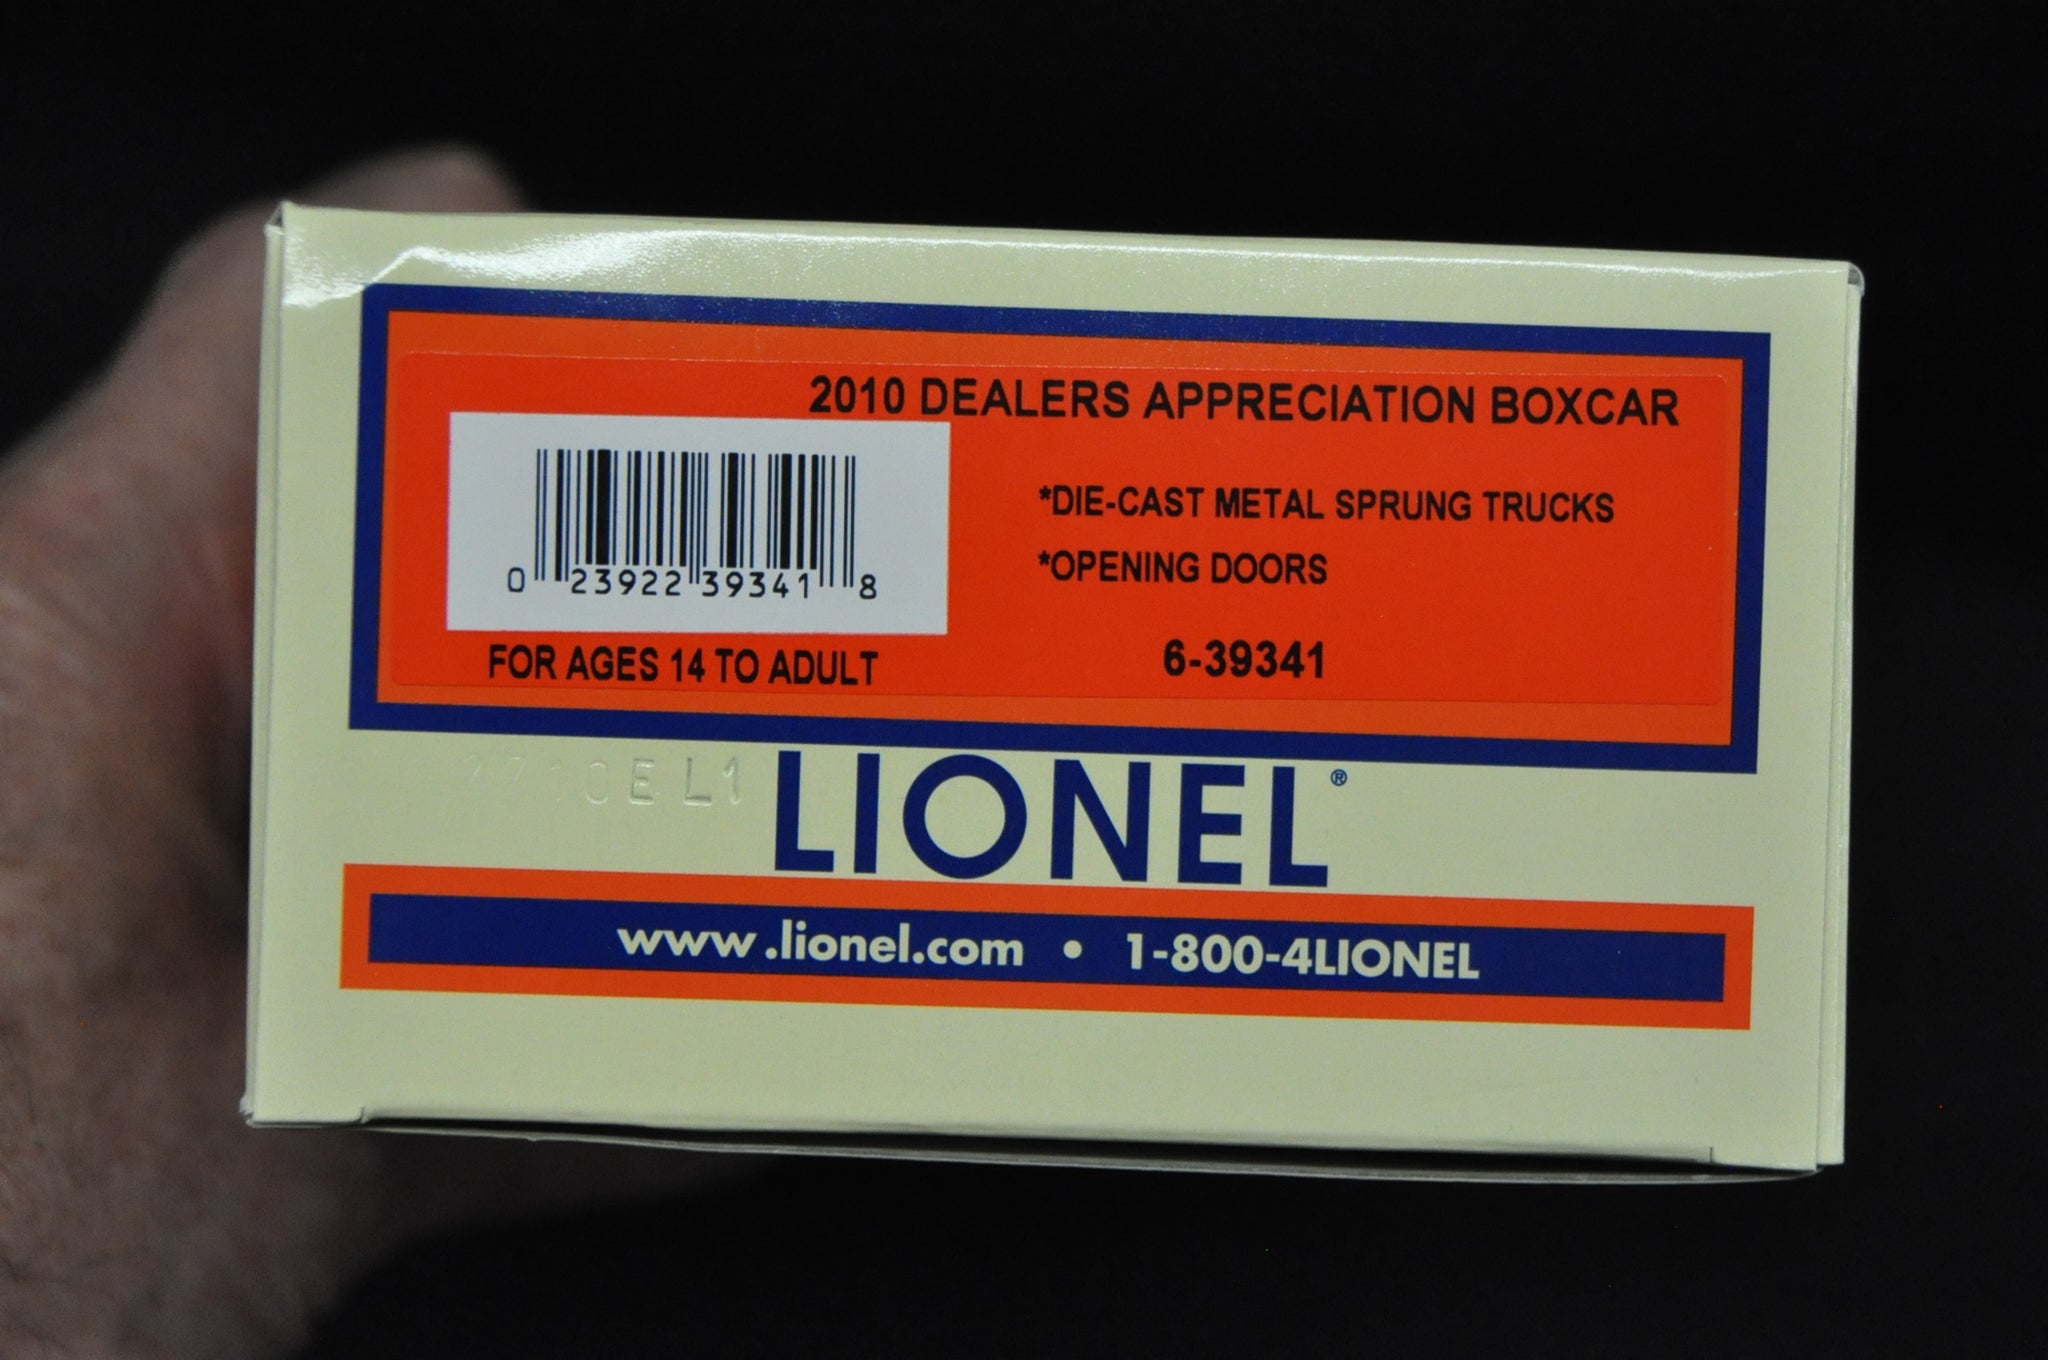 2010 DEALERS APPRECIATION BOXCAR
*DIE-CAST METAL SPRUNG TRUCKS
*OPENING DOORS
0 23922 39341 8
FOR AGES 14 TO ADULT
6-39341
LIONEL®
www.lionel.com • 1-800-4LIONEL